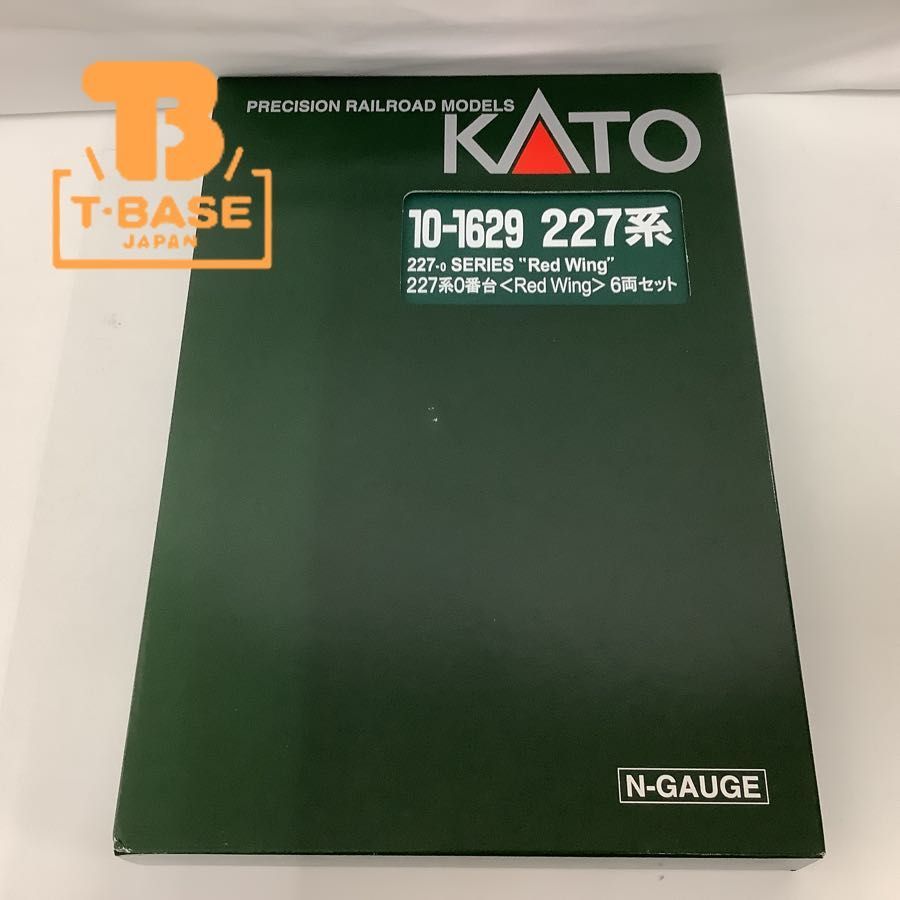 TB
T·BASE
JAPAN
PRECISION RAILROAD MODELS
KATO
10-1629 227系
227-0 SERIES "Red Wing"
227系0番台<Red Wing> 6両セット
N-GAUGE